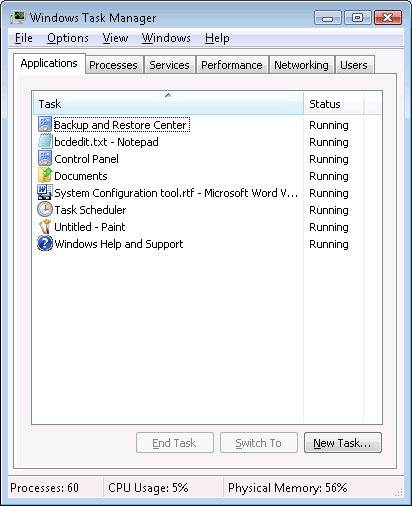 Windows Task Manager
File Options View Windows Help
Applications Processes Services Performance Networking Users
Task Status
Backup and Restore Center Running
bcdedit.txt - Notepad Running
Control Panel Running
Documents Running
System Configuration tool.rtf - Microsoft Word V... Running
Task Scheduler Running
Untitled - Paint Running
Windows Help and Support Running
End Task Switch To New Task...
Processes: 60 CPU Usage: 5% Physical Memory: 56%